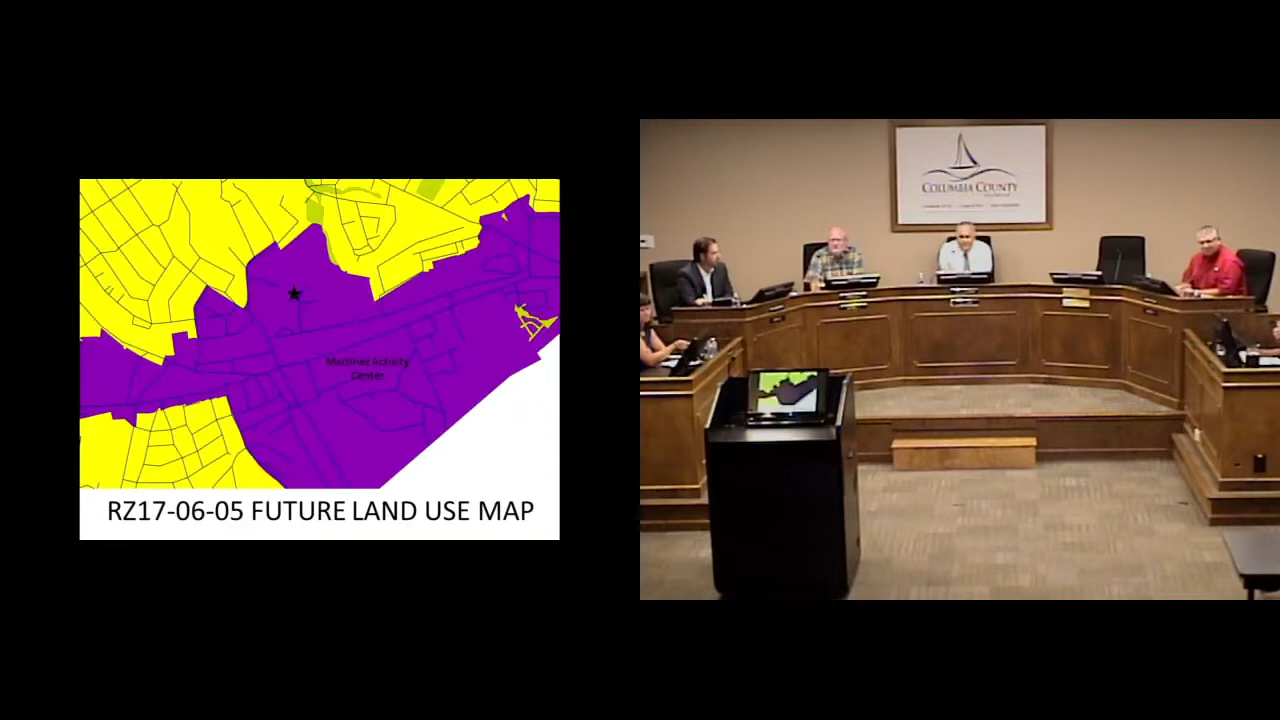 Martinez Activity
Center
RZ17-06-05 FUTURE LAND USE MAP
COLUMBIA COUNTY